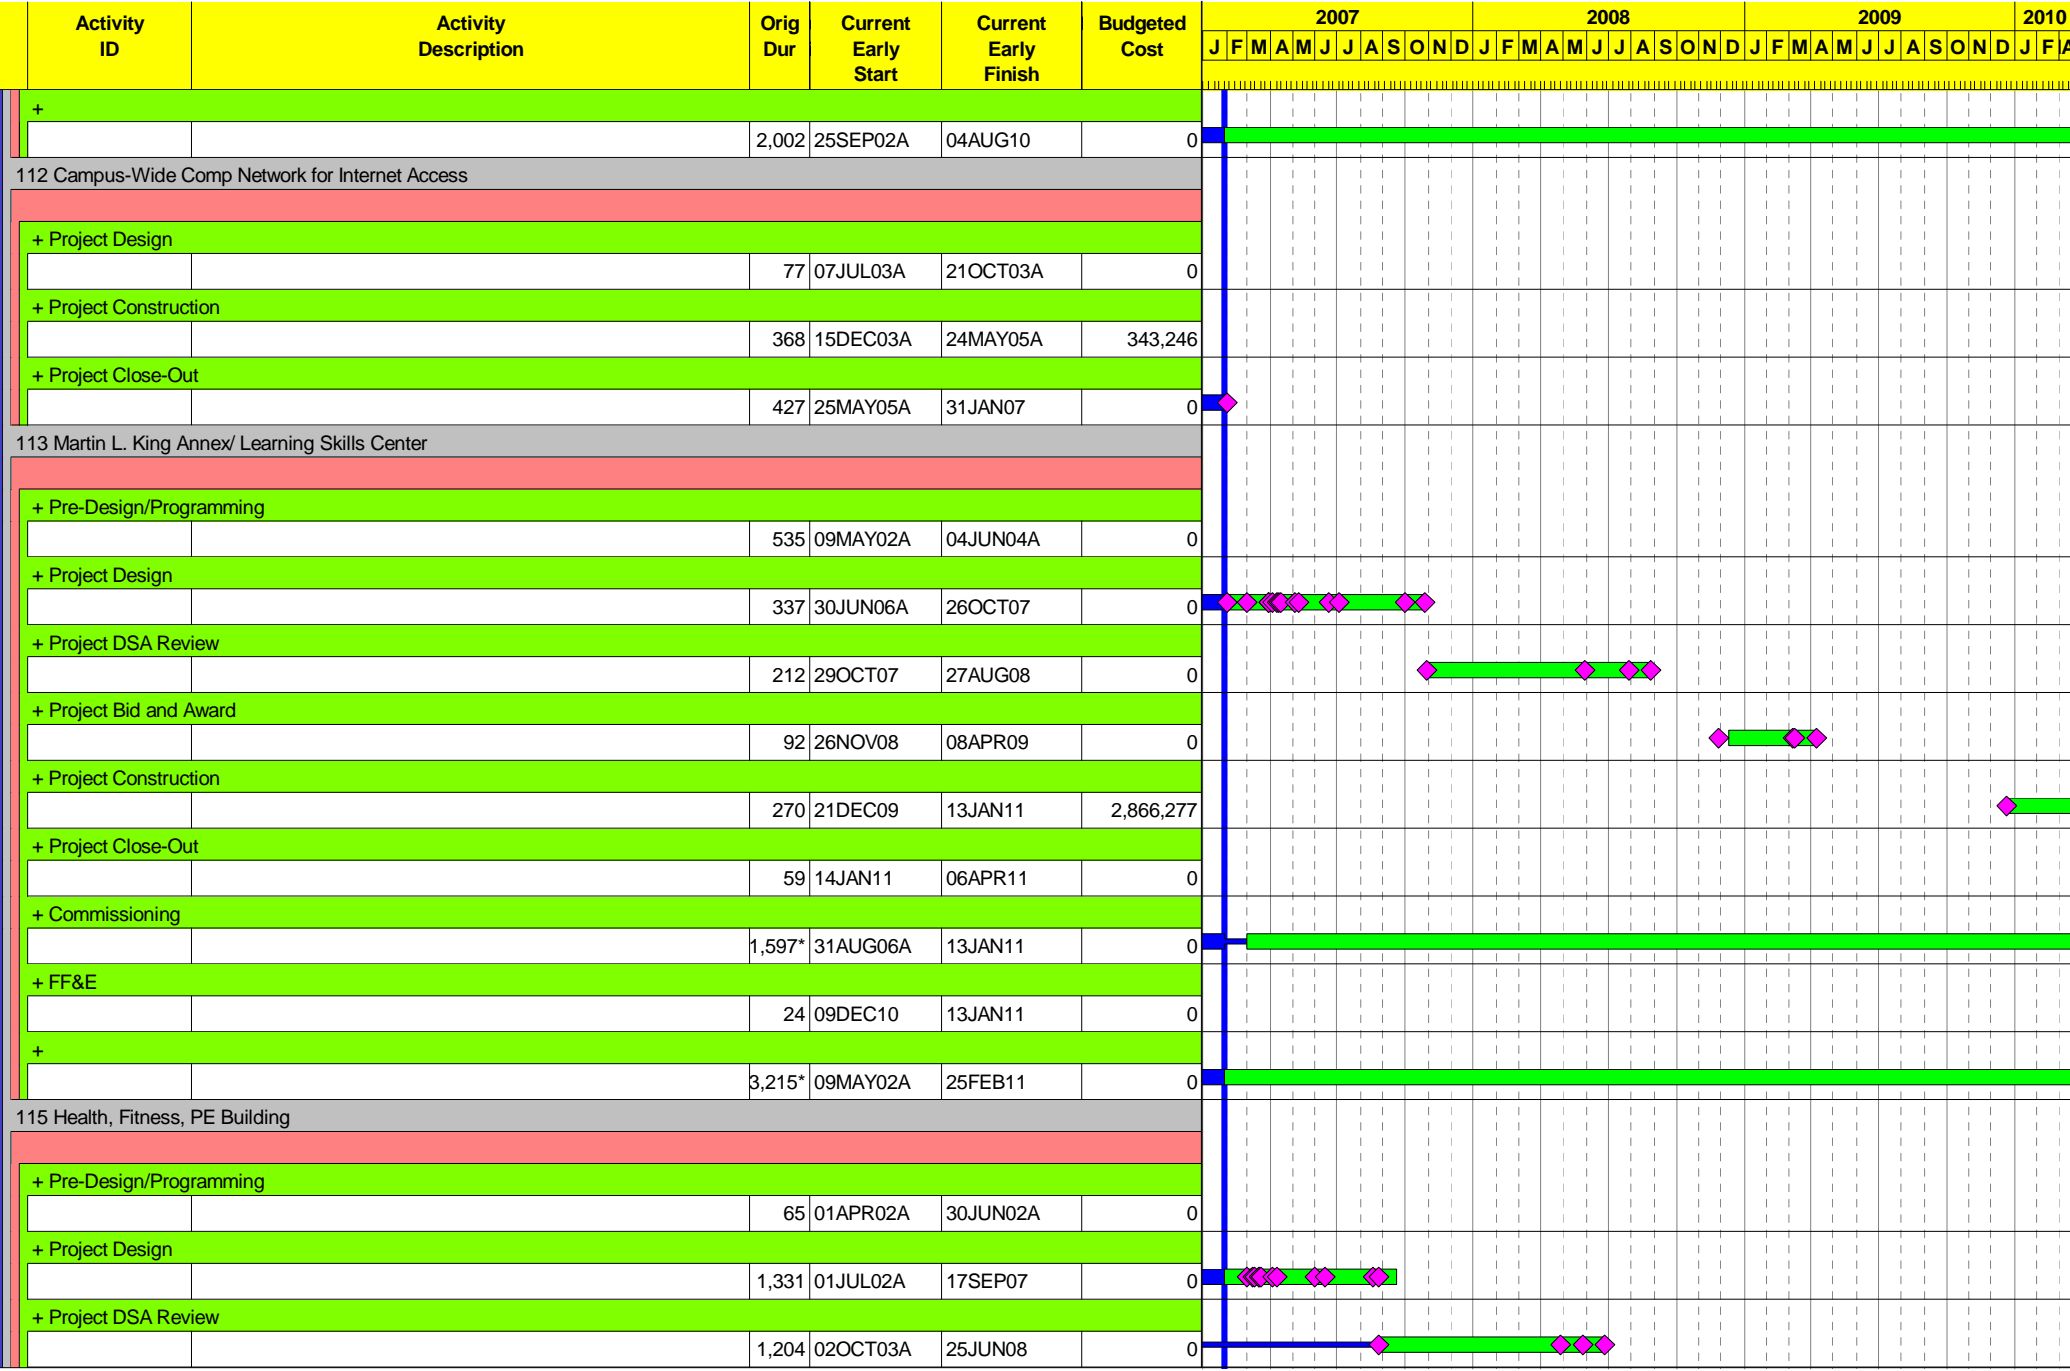 Activity ID Activity Description Orig Dur Current Early Start Current Early Finish Budgeted Cost
2007 2008 2009 2010
J F M A M J J A S O N D J F M A M J J A S O N D J F M A M J J A S O N D J F A
+
2,002 25SEP02A 04AUG10 0
112 Campus-Wide Comp Network for Internet Access
+ Project Design
77 07JUL03A 21OCT03A 0
+ Project Construction
368 15DEC03A 24MAY05A 343,246
+ Project Close-Out
427 25MAY05A 31JAN07 0
113 Martin L. King Annex/ Learning Skills Center
+ Pre-Design/Programming
535 09MAY02A 04JUN04A 0
+ Project Design
337 30JUN06A 26OCT07 0
+ Project DSA Review
212 29OCT07 27AUG08 0
+ Project Bid and Award
92 26NOV08 08APR09 0
+ Project Construction
270 21DEC09 13JAN11 2,866,277
+ Project Close-Out
59 14JAN11 06APR11 0
+ Commissioning
1,597* 31AUG06A 13JAN11 0
+ FF&E
24 09DEC10 13JAN11 0
+
3,215* 09MAY02A 25FEB11 0
115 Health, Fitness, PE Building
+ Pre-Design/Programming
65 01APR02A 30JUN02A 0
+ Project Design
1,331 01JUL02A 17SEP07 0
+ Project DSA Review
1,204 02OCT03A 25JUN08 0